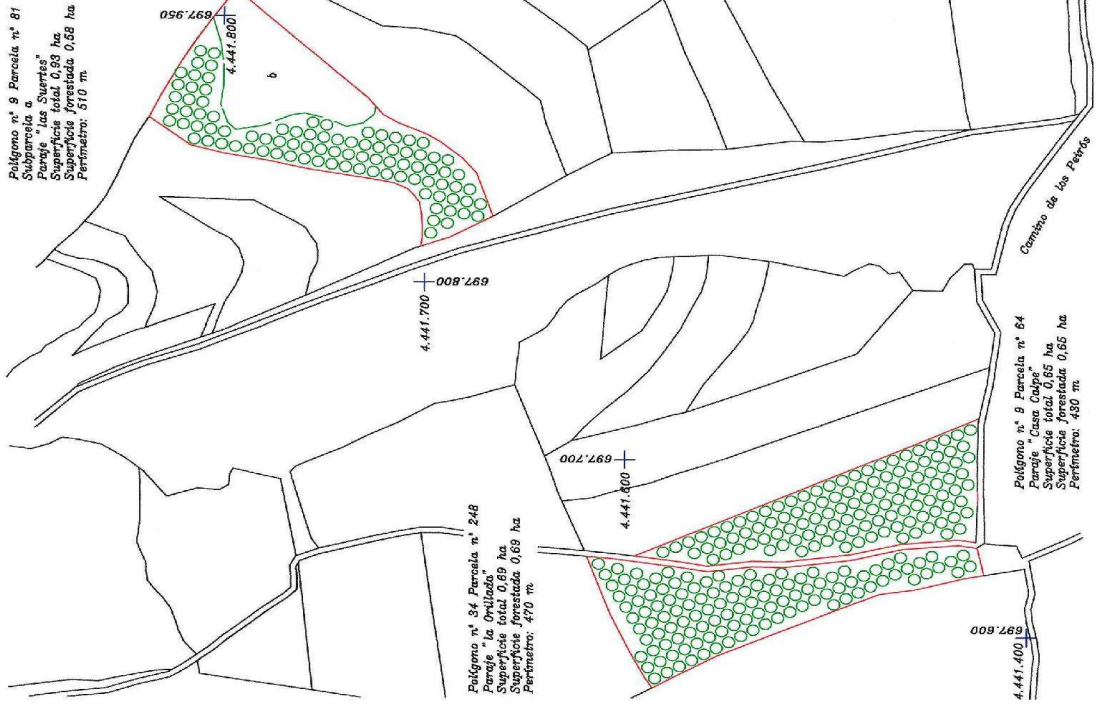 Polígono nº 9 Parcela nº 81
Subparcela a
Paraje "las Suertes"
Superficie total 0,93 ha
Superficie forestada 0,58 ha
Perímetro: 510 m
697.950
4.441.800
b
697.800
4.441.700
Camino de los Petrós
697.700
4.441.600
Polígono nº 9 Parcela nº 64
Paraje "Casa Calpe"
Superficie total 0,65 ha
Superficie forestada 0,65 ha
Perímetro: 430 m
Polígono nº 34 Parcela nº 248
Paraje "la Orillada"
Superficie total 0,69 ha
Superficie forestada 0,69 ha
Perímetro: 470 m
697.600
4.441.400